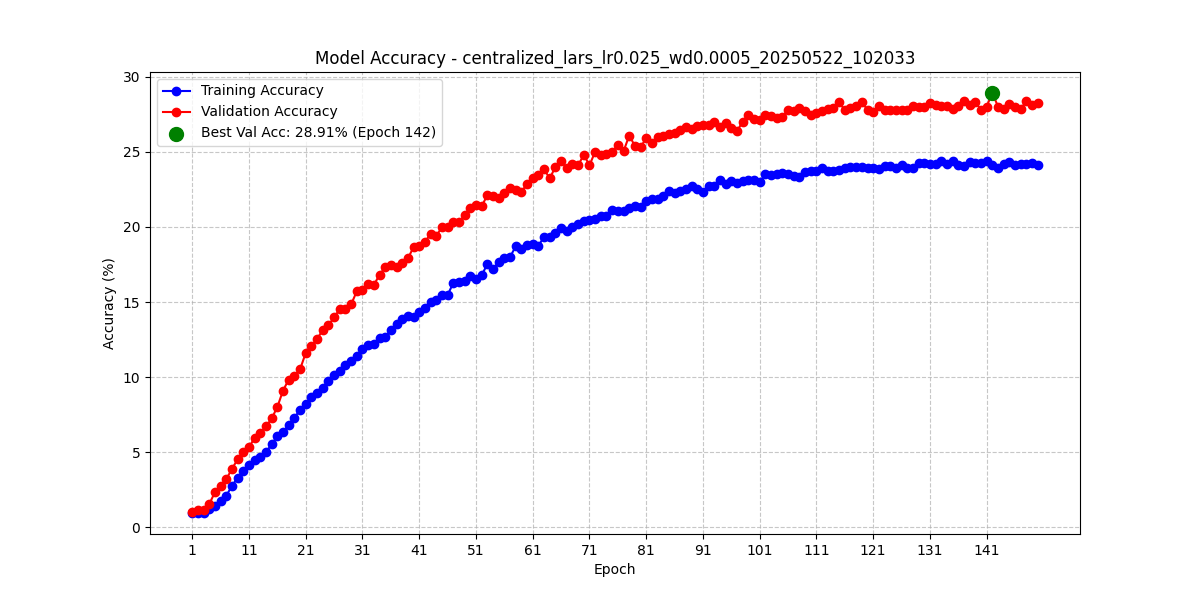 Model Accuracy - centralized_lars_lr0.025_wd0.0005_20250522_102033
Training Accuracy
Validation Accuracy
Best Val Acc: 28.91% (Epoch 142)
30
25
20
15
10
5
0
Accuracy (%)
1 11 21 31 41 51 61 71 81 91 101 111 121 131 141
Epoch